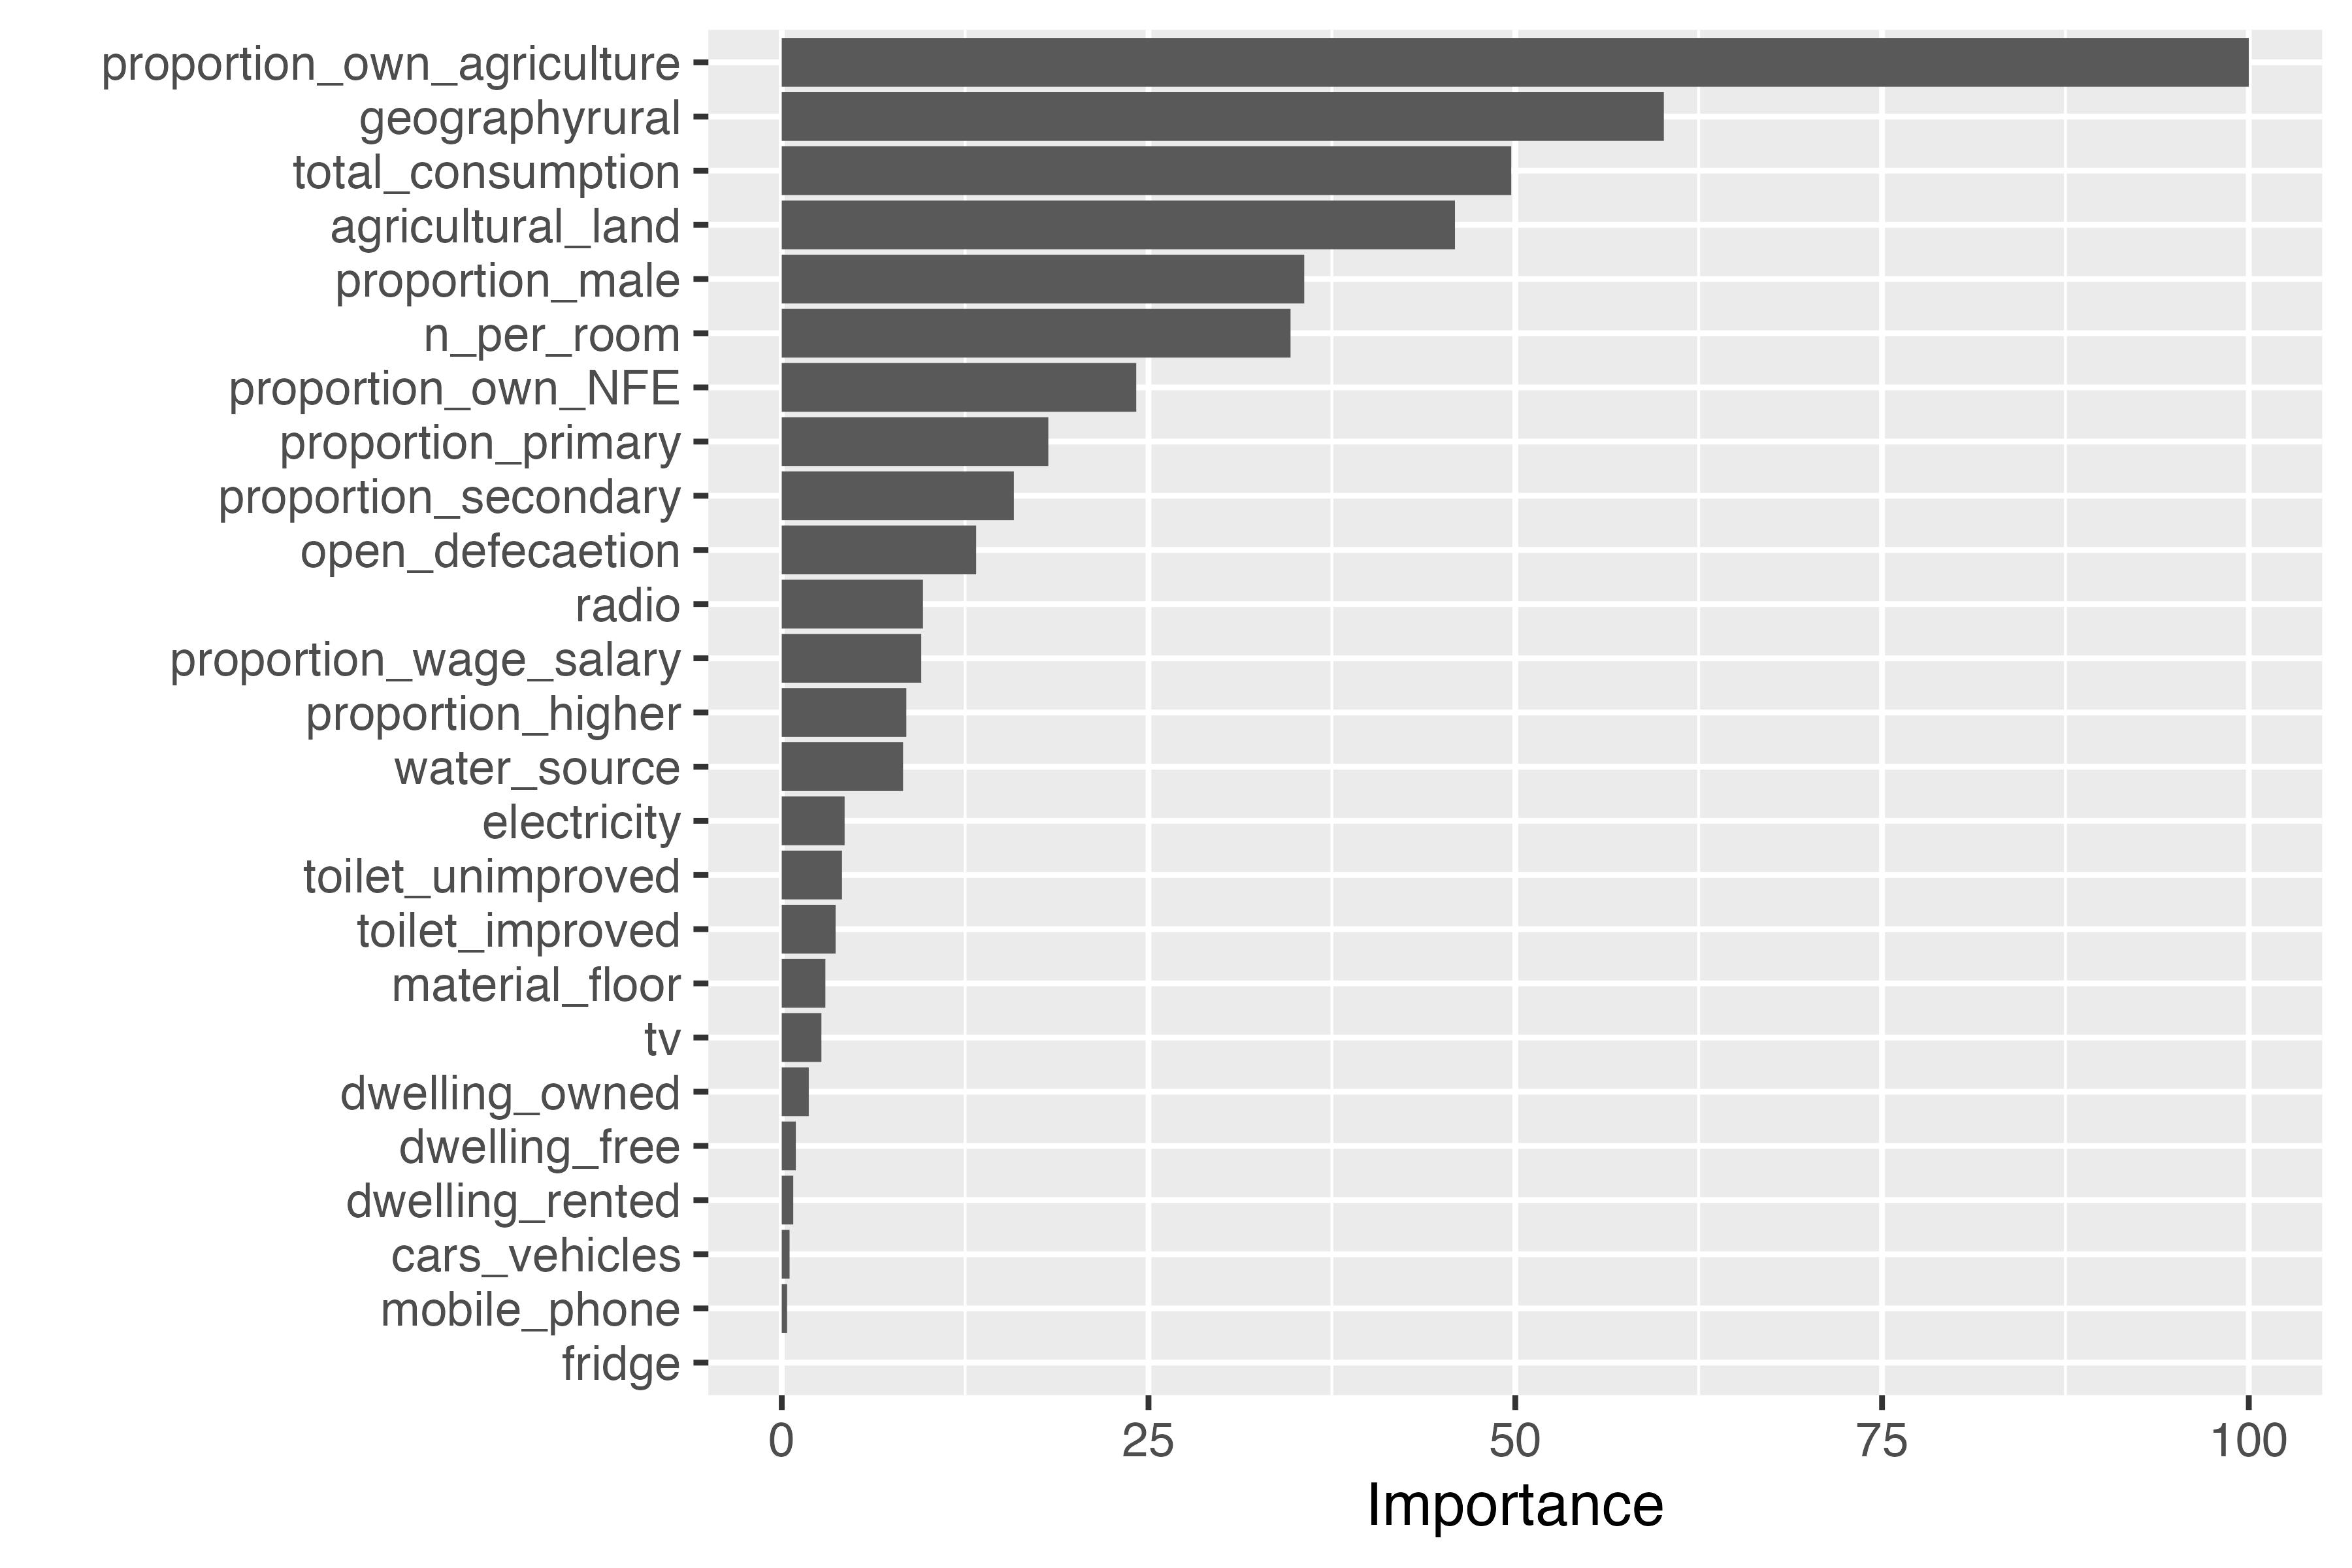 proportion_own_agriculture
geographyrural
total_consumption
agricultural_land
proportion_male
n_per_room
proportion_own_NFE
proportion_primary
proportion_secondary
open_defecaetion
radio
proportion_wage_salary
proportion_higher
water_source
electricity
toilet_unimproved
toilet_improved
material_floor
tv
dwelling_owned
dwelling_free
dwelling_rented
cars_vehicles
mobile_phone
fridge
0 25 50 75 100
Importance